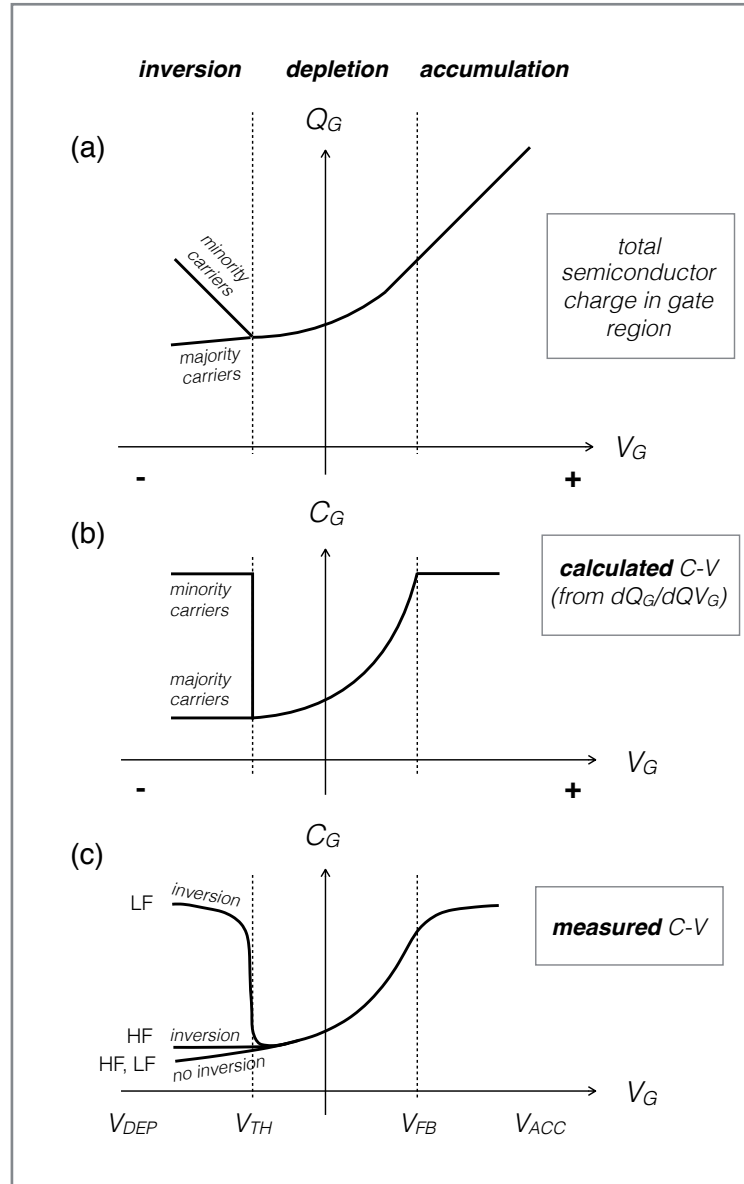 inversion depletion accumulation
(a)
Q_G
minority
carriers
majority
carriers
total
semiconductor
charge in gate
region
V_G
- +
(b)
C_G
minority
carriers
majority
carriers
calculated C-V
(from dQ_G/dQV_G)
V_G
- +
(c)
C_G
LF inversion
measured C-V
HF inversion
HF, LF no inversion
V_G
V_DEP V_TH V_FB V_ACC